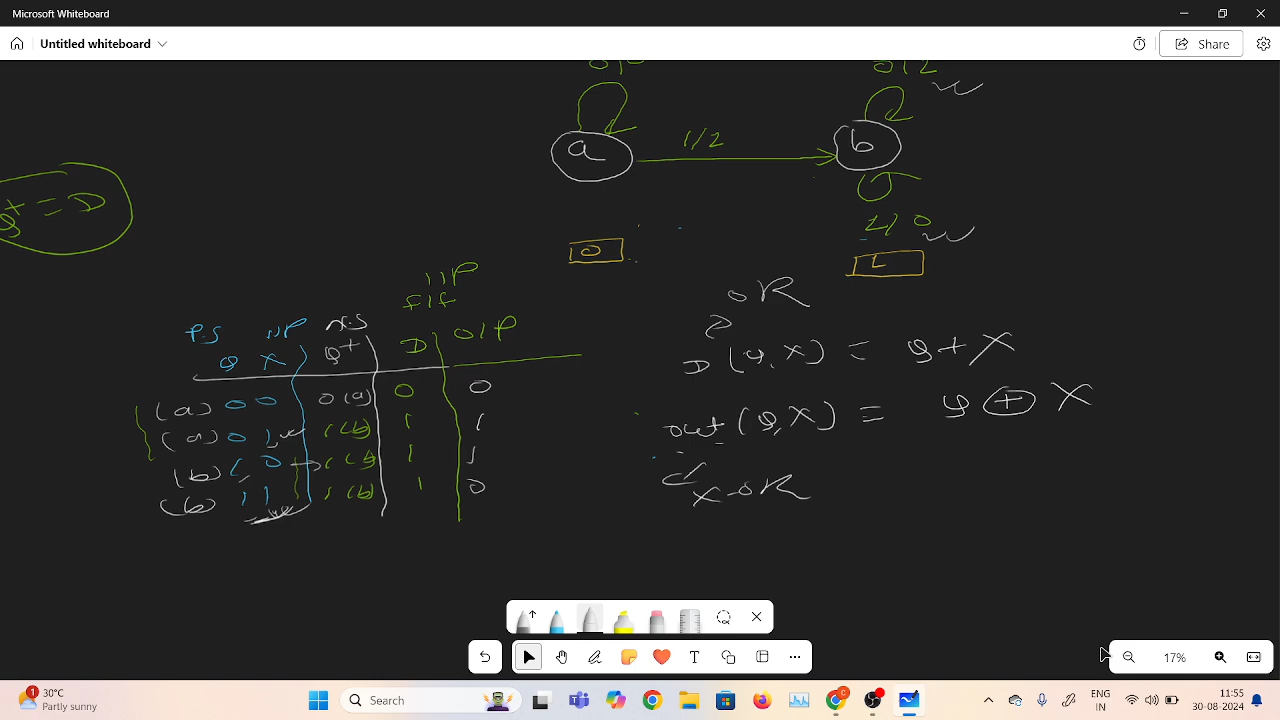 Microsoft Whiteboard
Untitled whiteboard
Share
a
1/2
b
0
1
OR
D (Q, X) = Q + X
out (Q, X) = Q ⊕ X
X-OR
P.S I/P N.S
I/P
F/F
Q X Q+ D O/P
(a) 0 0 0 (a) 0 0
(a) 0 1 1 (b) 1 1
(b) 1 0 1 (b) 1 1
(b) 1 1 1 (b) 1 0
Q+ = D
17%
30°C
Partly sunny
1
Search
ENG
IN
11:55
30-08-2024